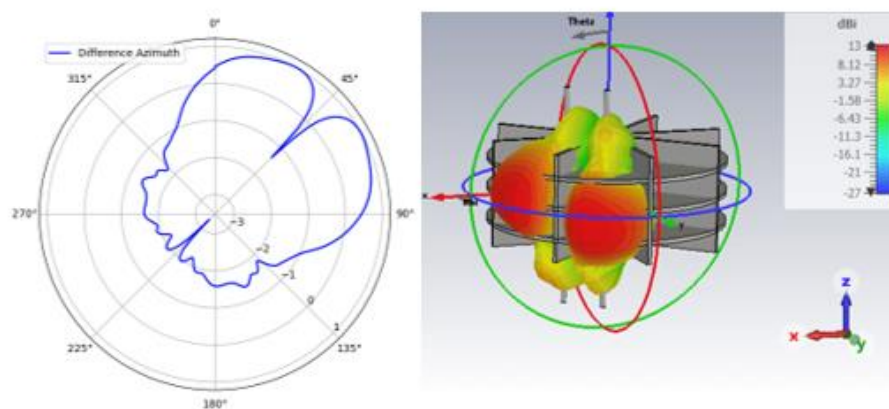 0°
Difference Azimuth
315°
45°
270°
90°
-3
-2
-1
0
1
225°
135°
180°
Theta
x
y
dBi
13
8.12
3.27
-1.58
-6.43
-11.3
-16.1
-21
-27
z
x
y